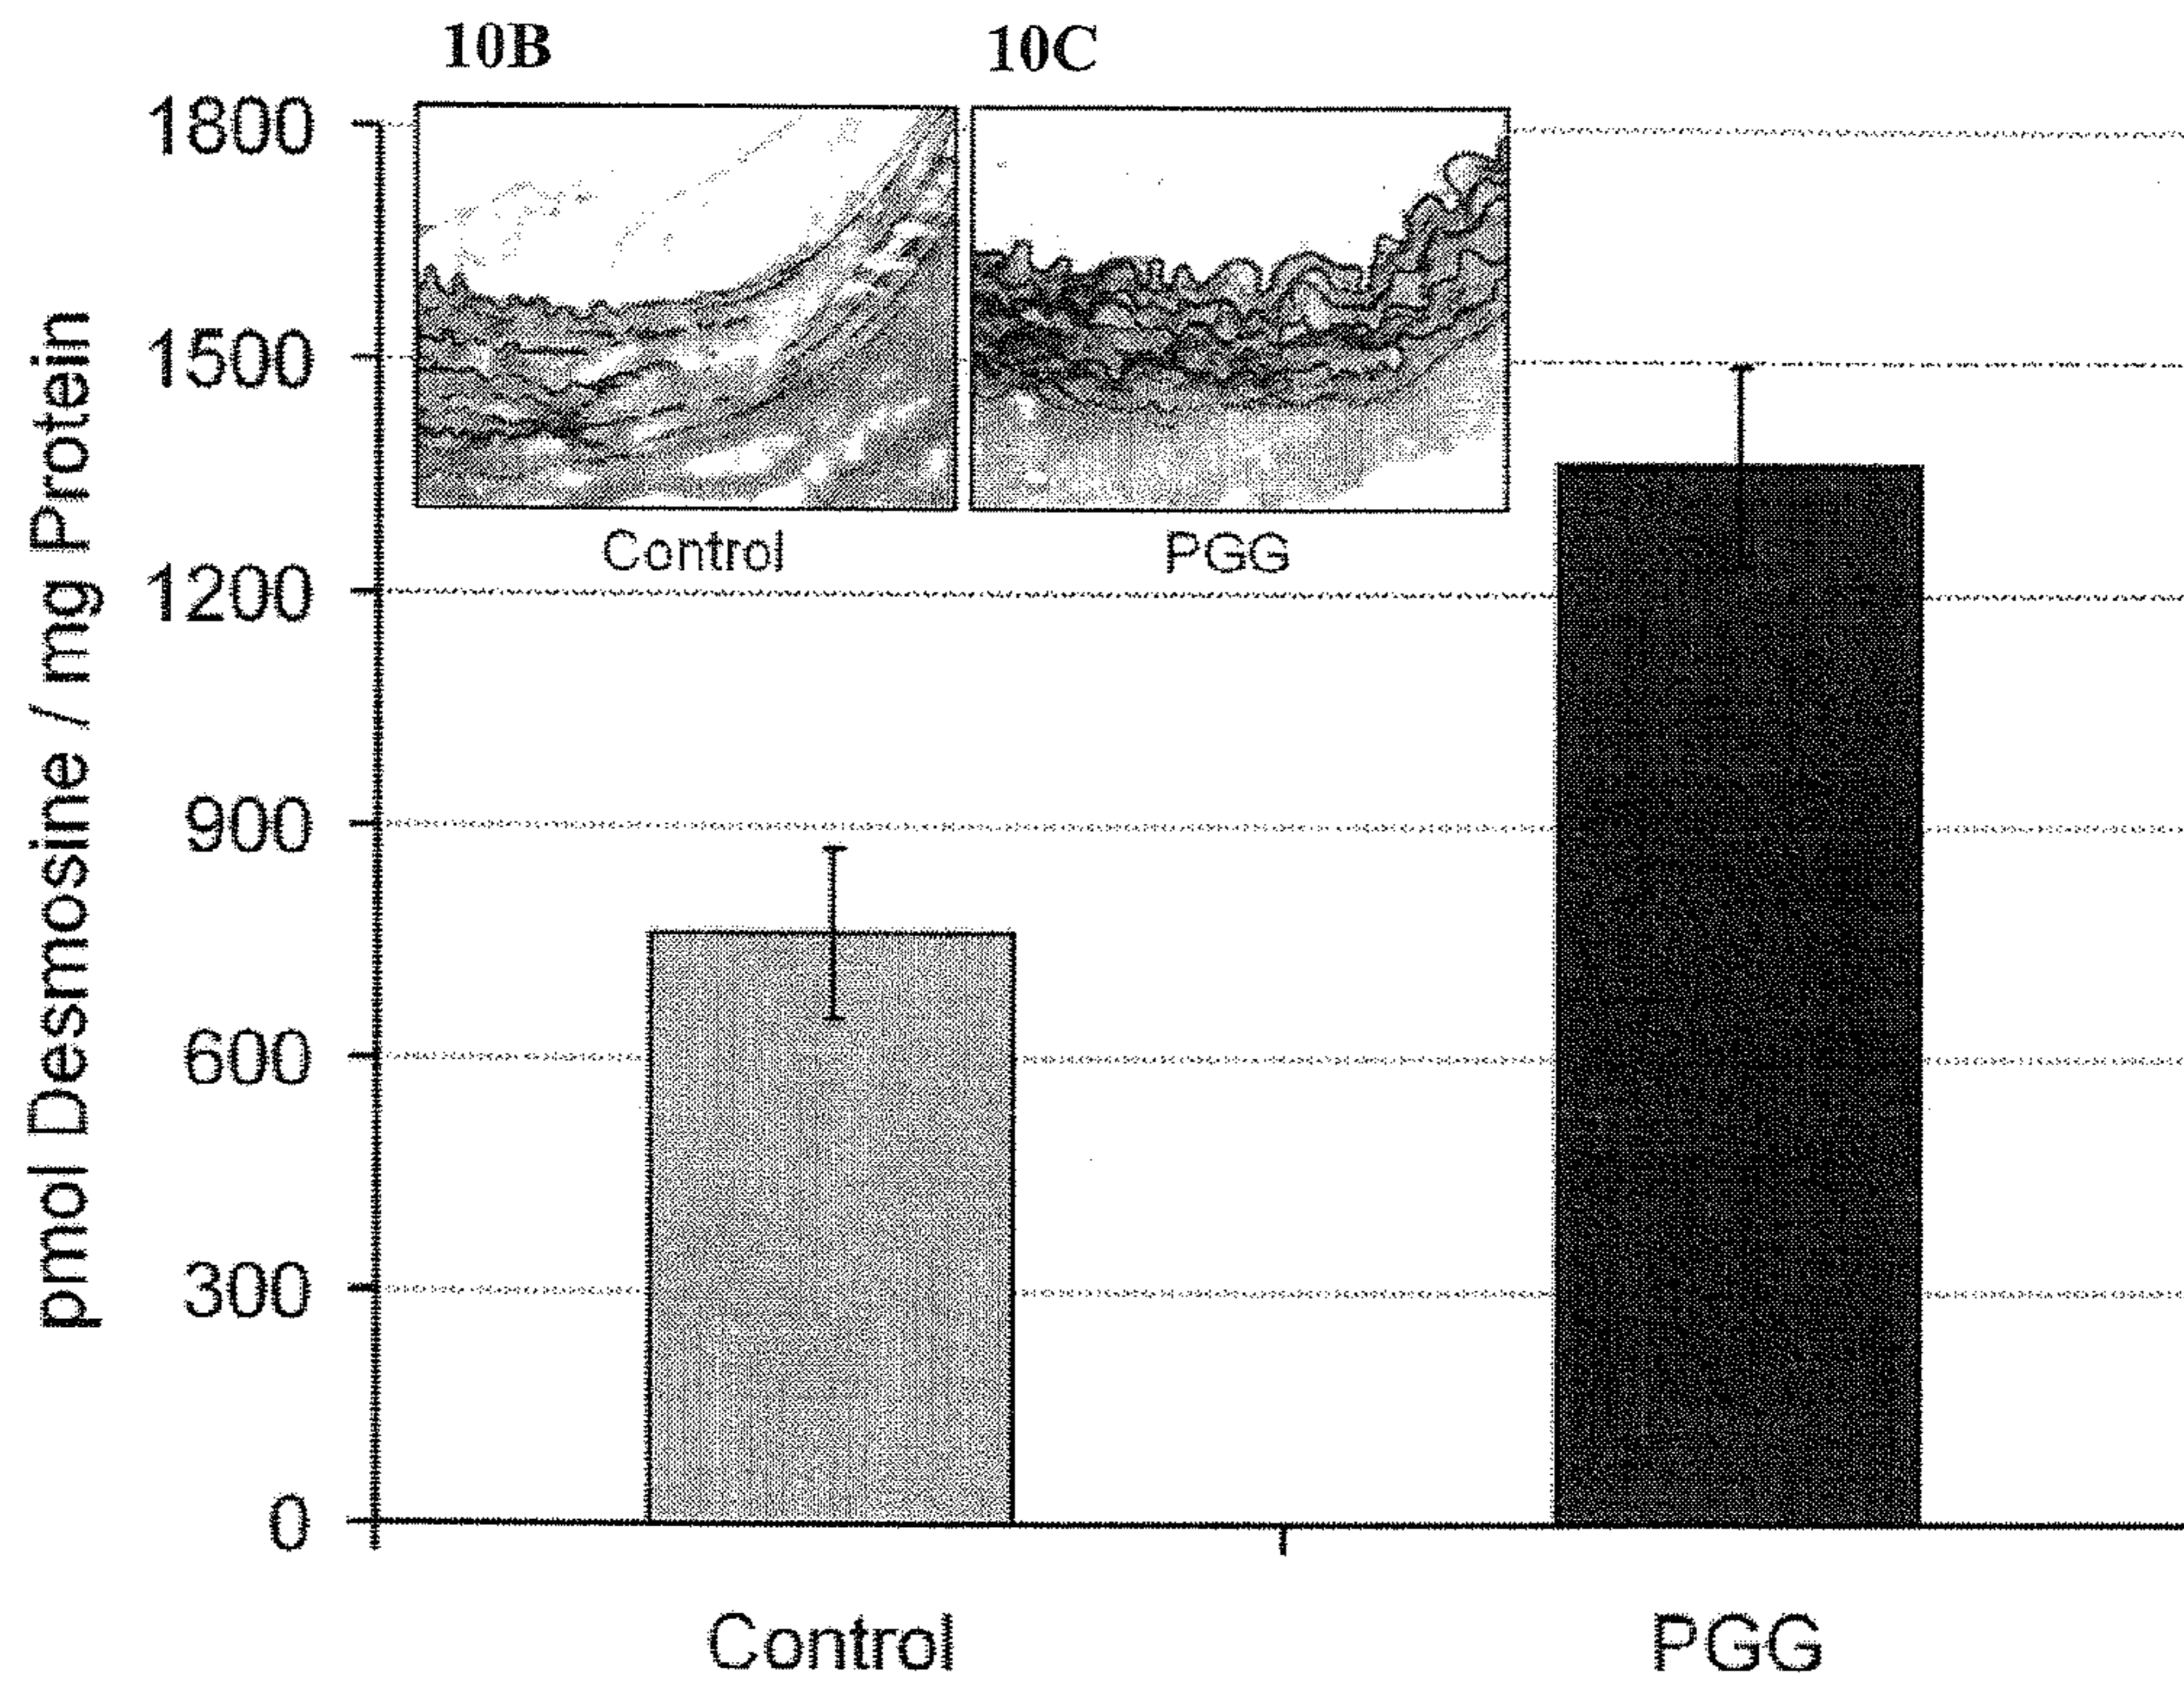 10B 10C
1800
1500
1200
900
600
300
0
pmol Desmosine / mg Protein
Control PGG
Control PGG